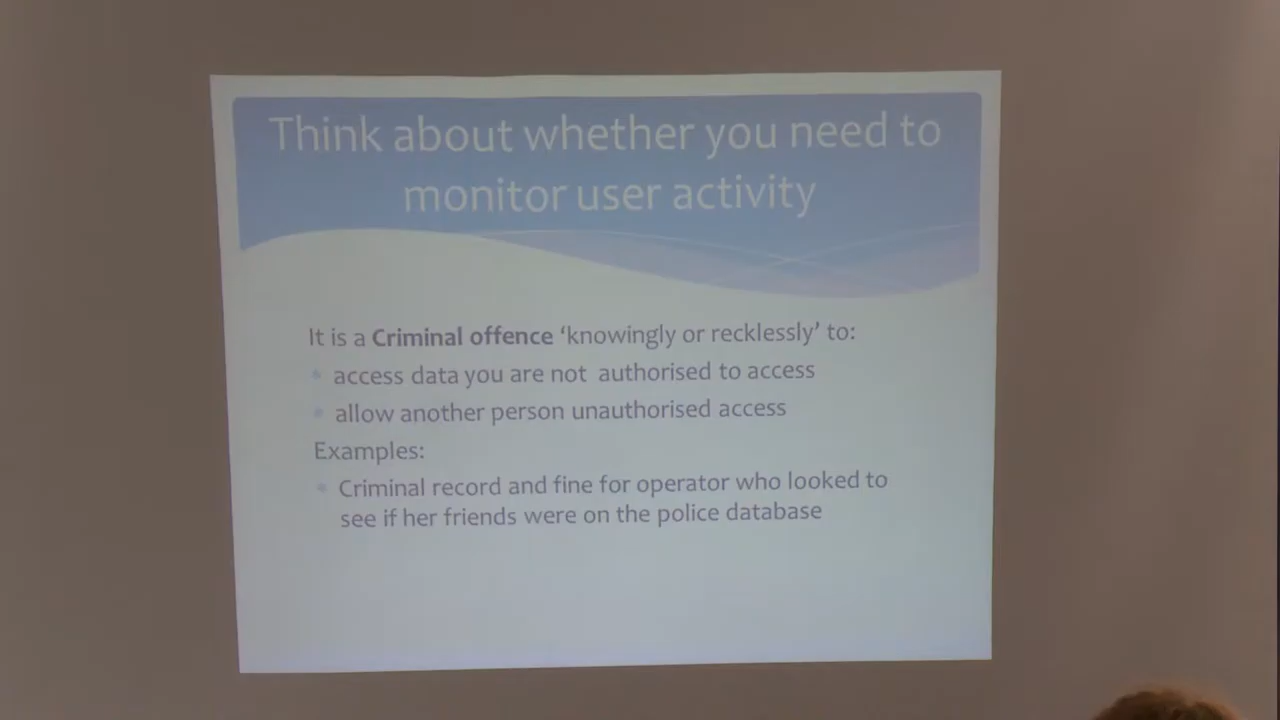 Think about whether you need to
monitor user activity
It is a Criminal offence ‘knowingly or recklessly’ to:
access data you are not authorised to access
allow another person unauthorised access
Examples:
Criminal record and fine for operator who looked to
see if her friends were on the police database